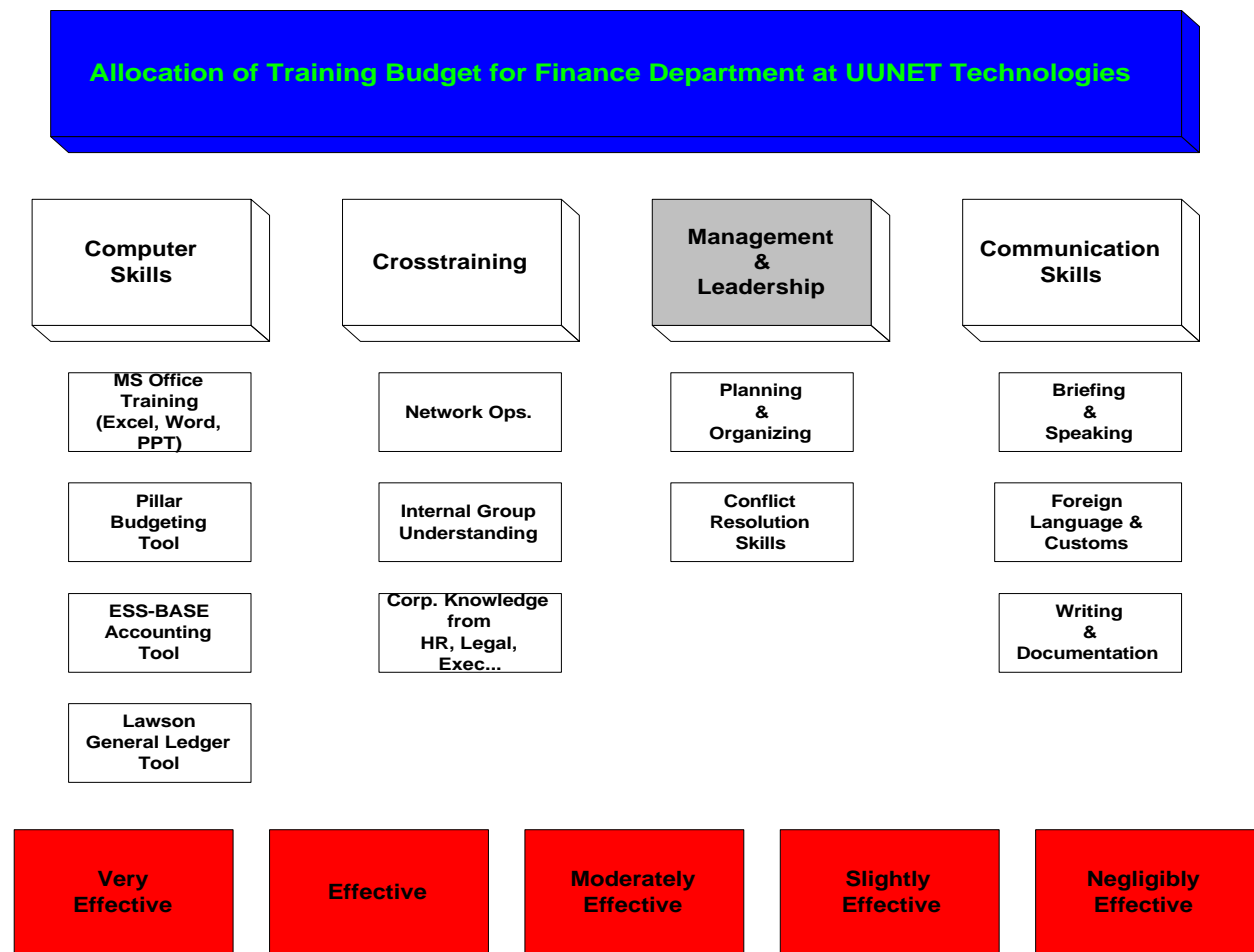 Allocation of Training Budget for Finance Department at UUNET Technologies
Computer
Skills
Crosstraining
Management
&
Leadership
Communication
Skills
MS Office
Training
(Excel, Word,
PPT)
Network Ops.
Planning
&
Organizing
Briefing
&
Speaking
Pillar
Budgeting
Tool
Internal Group
Understanding
Conflict
Resolution
Skills
Foreign
Language &
Customs
ESS-BASE
Accounting
Tool
Corp. Knowledge
from
HR, Legal,
Exec...
Writing
&
Documentation
Lawson
General Ledger
Tool
Very
Effective
Effective
Moderately
Effective
Slightly
Effective
Negligibly
Effective